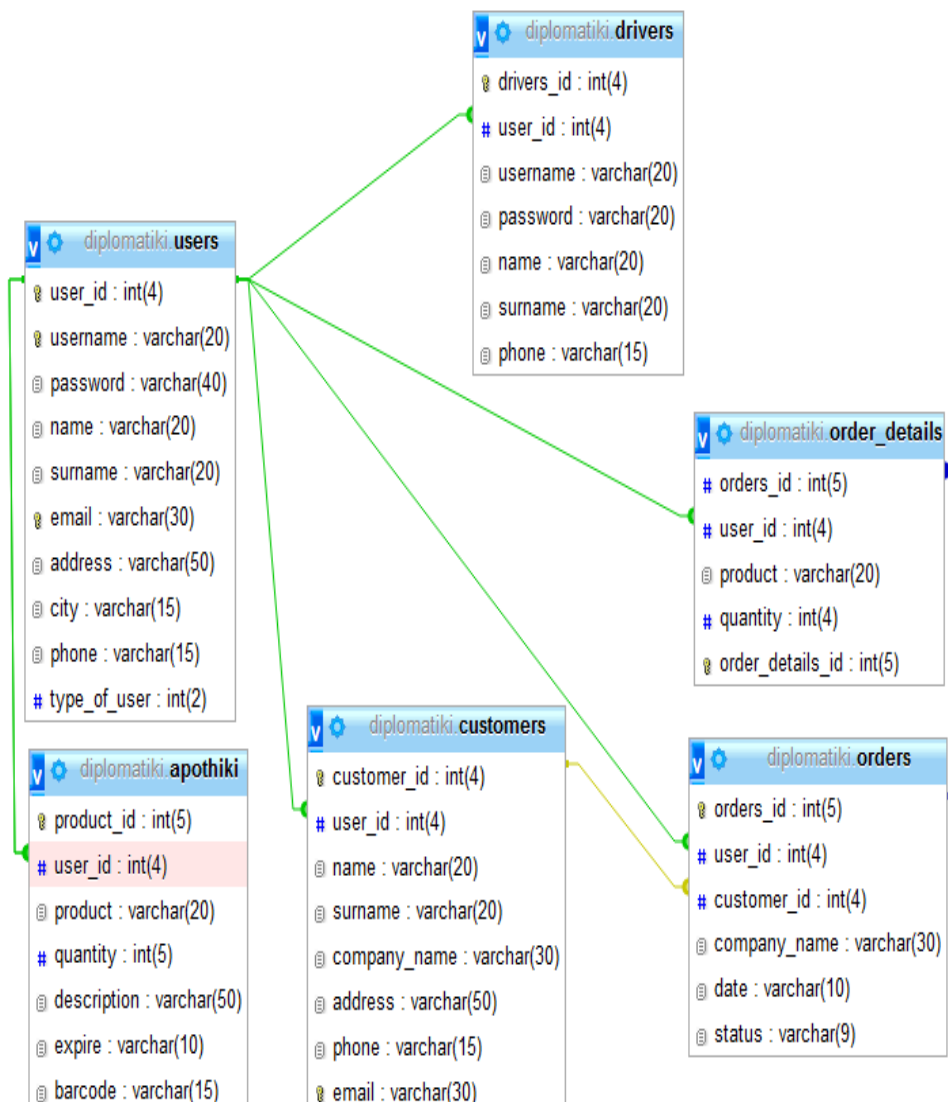 diplomatiki.drivers
drivers_id : int(4)
# user_id : int(4)
username : varchar(20)
password : varchar(20)
name : varchar(20)
surname : varchar(20)
phone : varchar(15)
v diplomatiki.users
user_id : int(4)
username : varchar(20)
password : varchar(40)
name : varchar(20)
surname : varchar(20)
email : varchar(30)
address : varchar(50)
city : varchar(15)
phone : varchar(15)
# type_of_user : int(2)
v diplomatiki.order_details
# orders_id : int(5)
# user_id : int(4)
product : varchar(20)
# quantity : int(4)
order_details_id : int(5)
v diplomatiki.apothiki
product_id : int(5)
# user_id : int(4)
product : varchar(20)
# quantity : int(5)
description : varchar(50)
expire : varchar(10)
barcode : varchar(15)
v diplomatiki.customers
customer_id : int(4)
# user_id : int(4)
name : varchar(20)
surname : varchar(20)
company_name : varchar(30)
address : varchar(50)
phone : varchar(15)
email : varchar(30)
v diplomatiki.orders
orders_id : int(5)
# user_id : int(4)
# customer_id : int(4)
company_name : varchar(30)
date : varchar(10)
status : varchar(9)